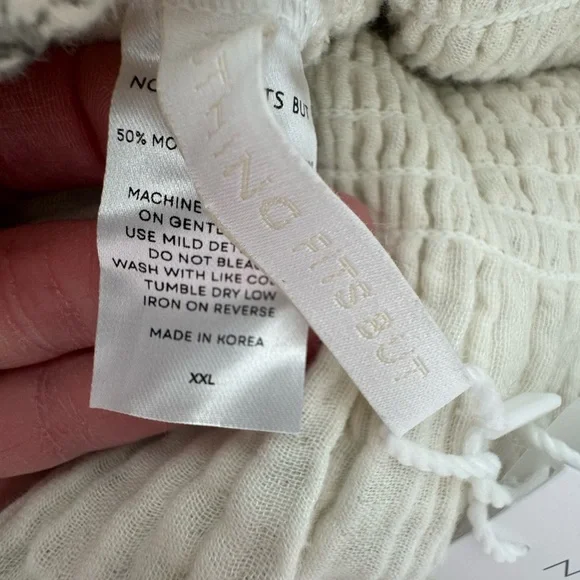 NO TS BUT
50% MO
MACHINE
ON GENTL
USE MILD DET
DO NOT BLEA
WASH WITH LIKE CO
TUMBLE DRY LOW
IRON ON REVERSE
MADE IN KOREA
XXL
THING FITS BUT